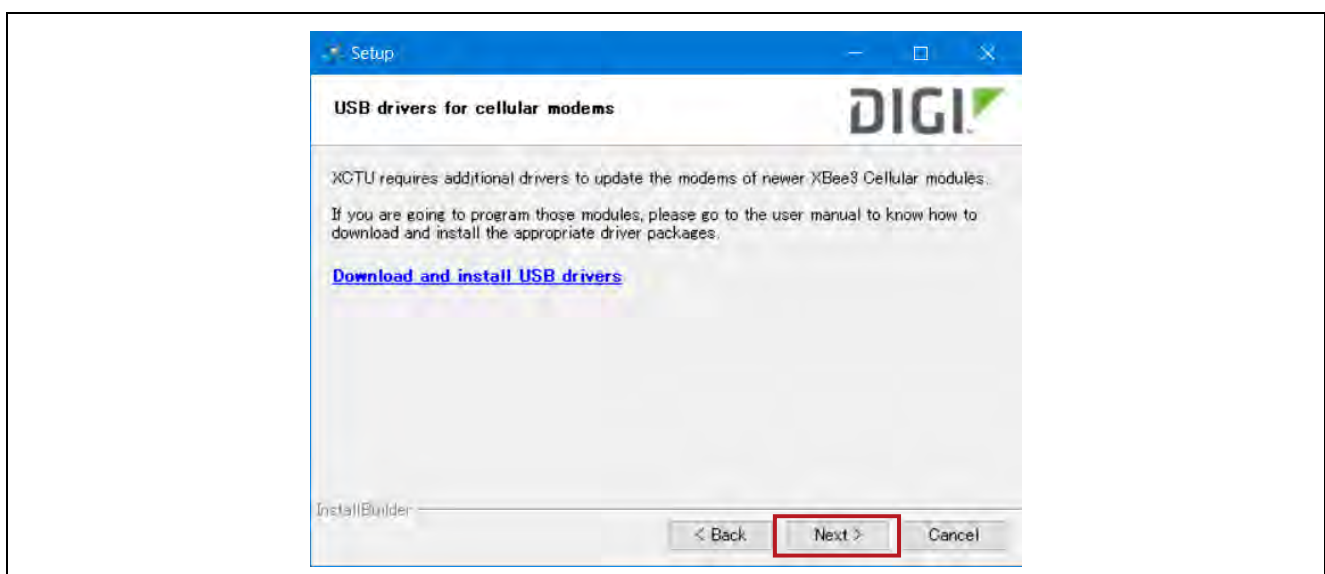 Setup
USB drivers for cellular modems
DIGI
XCTU requires additional drivers to update the modems of newer XBee3 Cellular modules.
If you are going to program those modules, please go to the user manual to know how to
download and install the appropriate driver packages.
Download and install USB drivers
InstallBuilder
< Back Next > Cancel